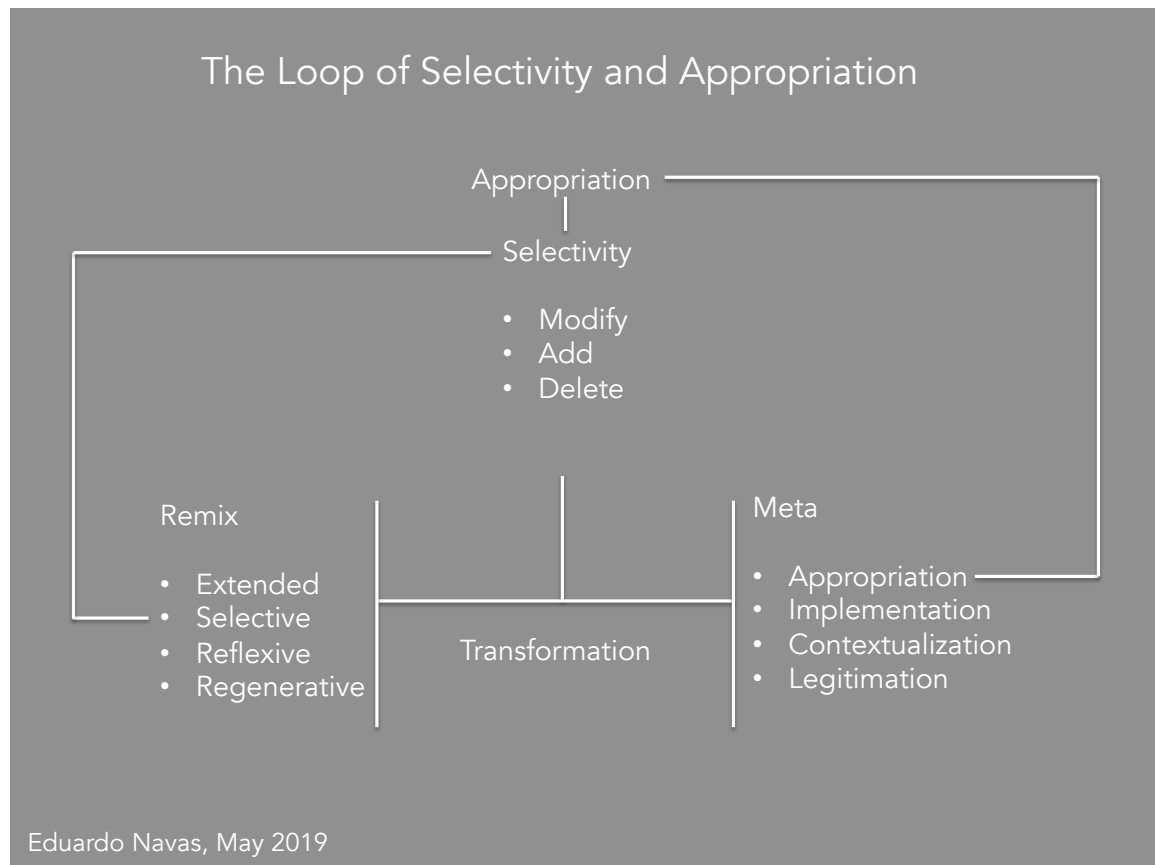 The Loop of Selectivity and Appropriation
Appropriation
Selectivity
• Modify
• Add
• Delete
Remix
• Extended
• Selective
• Reflexive
• Regenerative
Transformation
Meta
• Appropriation
• Implementation
• Contextualization
• Legitimation
Eduardo Navas, May 2019